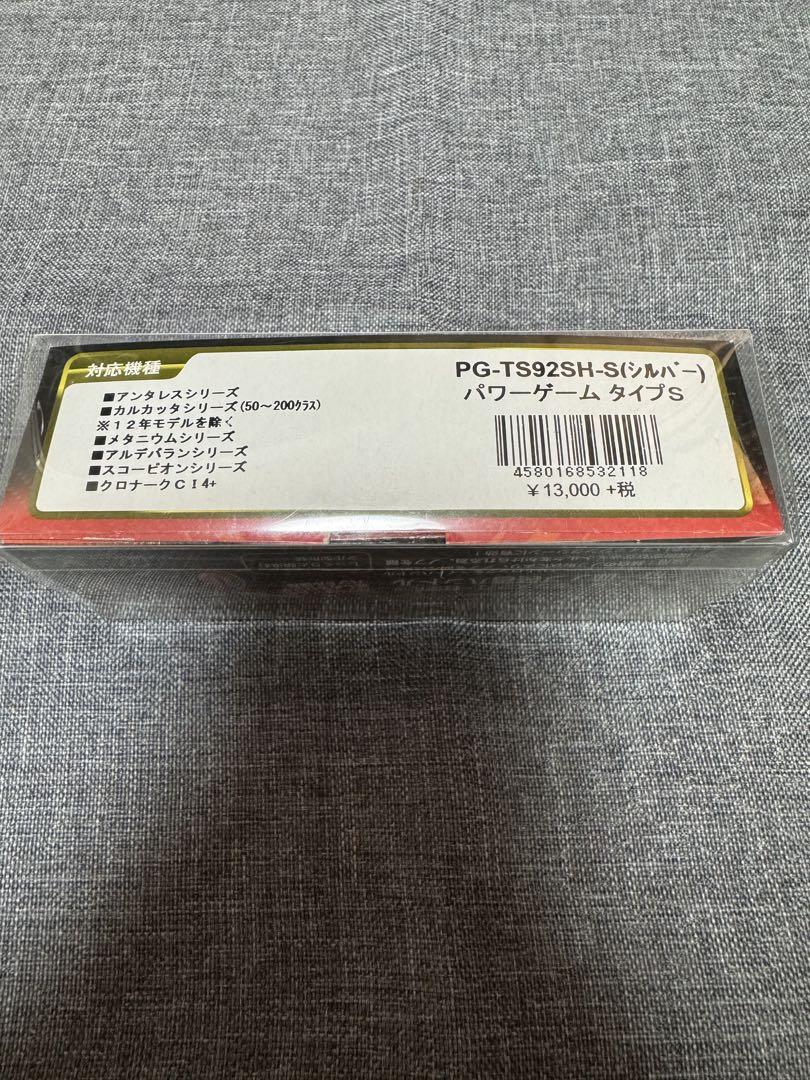 対応機種
■アンタレスシリーズ
■カルカッタシリーズ(50～200ｸﾗｽ)
※１２年モデルを除く
■メタニウムシリーズ
■アルデバランシリーズ
■スコーピオンシリーズ
■クロナークＣＩ4+
PG-TS92SH-S(ｼﾙﾊﾞｰ)
パワーゲーム タイプＳ
4580168532118
￥13,000 +税